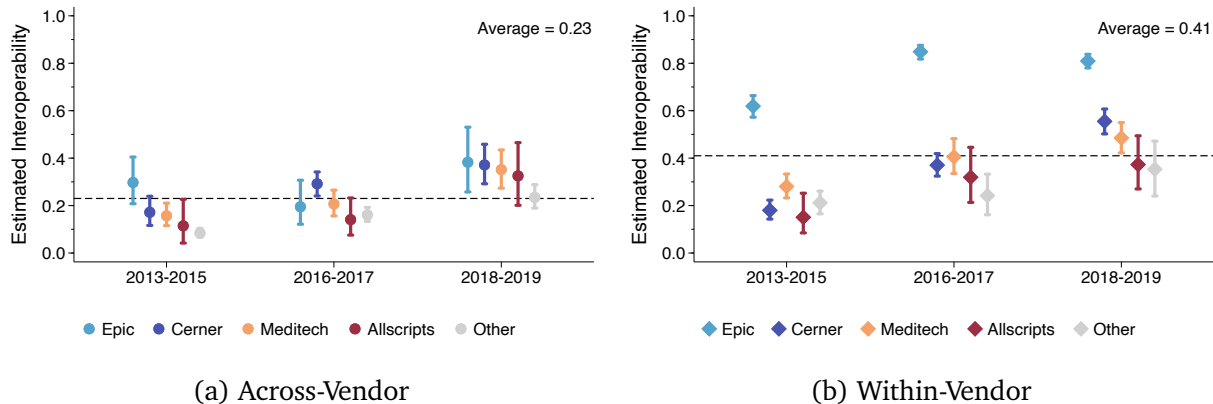 Estimated Interoperability
1.0
0.8
0.6
0.4
0.2
0.0
Average = 0.23
2013-2015
2016-2017
2018-2019
Epic
Cerner
Meditech
Allscripts
Other
(a) Across-Vendor
Estimated Interoperability
1.0
0.8
0.6
0.4
0.2
0.0
Average = 0.41
2013-2015
2016-2017
2018-2019
Epic
Cerner
Meditech
Allscripts
Other
(b) Within-Vendor